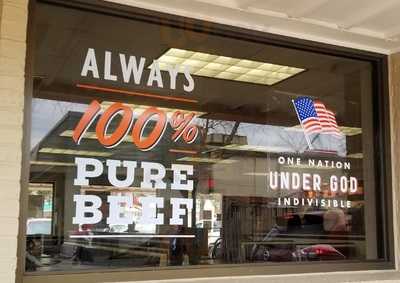 ALWAYS
100%
PURE
BEEF
ONE NATION
UNDER GOD
INDIVISIBLE